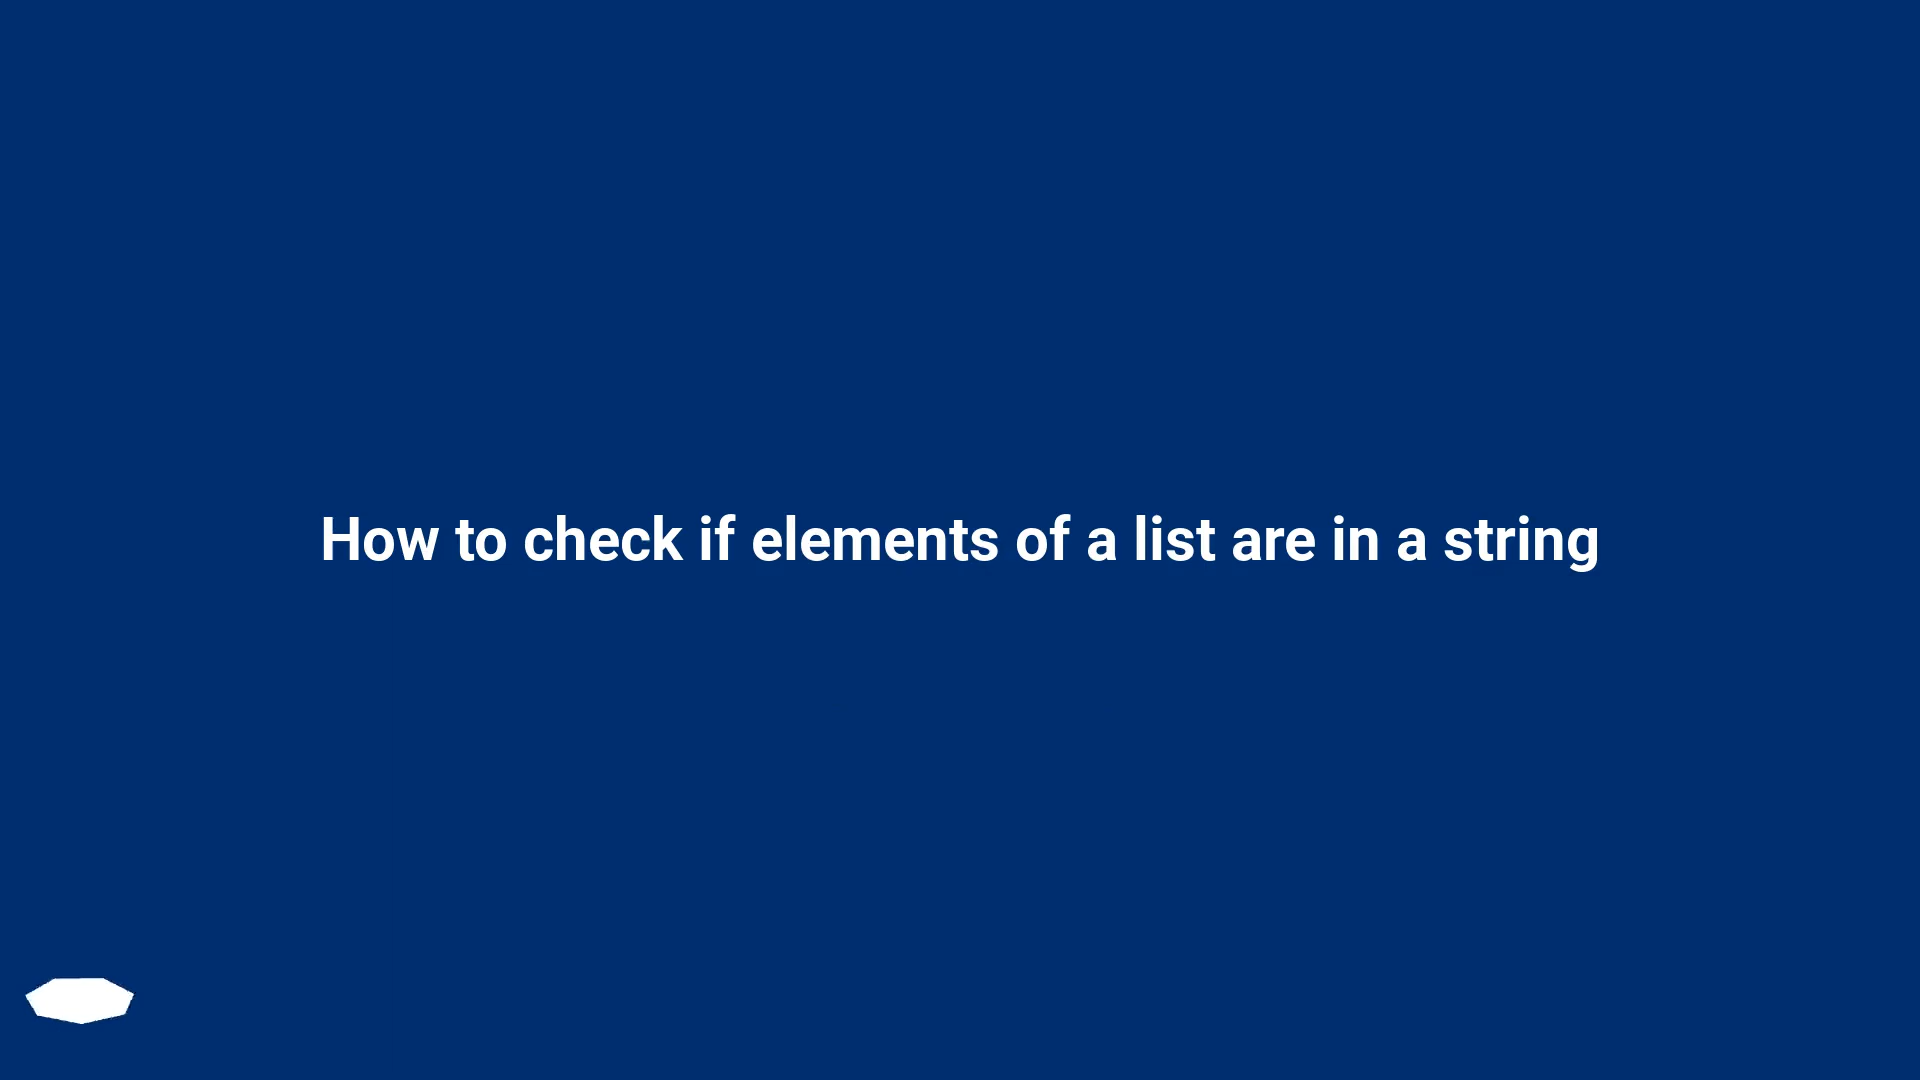 How to check if elements of a list are in a string